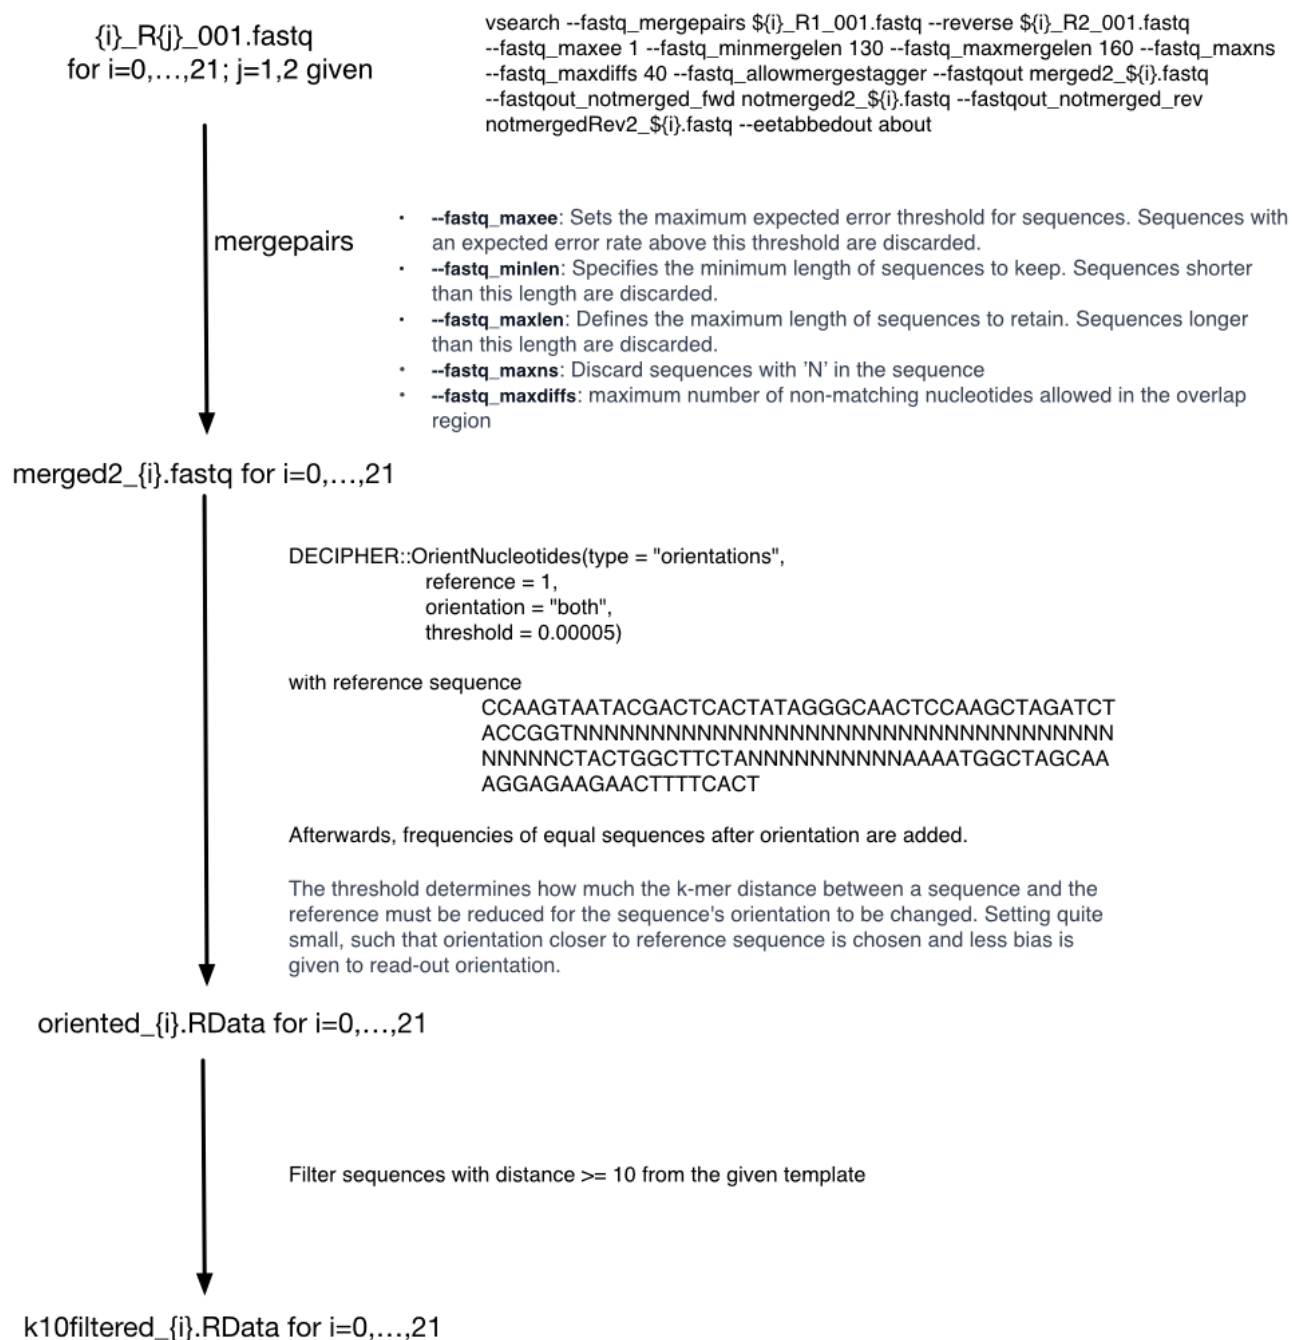 {i}_R{j}_001.fastq
for i=0,...,21; j=1,2 given
vsearch --fastq_mergepairs ${i}_R1_001.fastq --reverse ${i}_R2_001.fastq
--fastq_maxee 1 --fastq_minmergelen 130 --fastq_maxmergelen 160 --fastq_maxns
--fastq_maxdiffs 40 --fastq_allowmergestagger --fastqout merged2_${i}.fastq
--fastqout_notmerged_fwd notmerged2_${i}.fastq --fastqout_notmerged_rev
notmergedRev2_${i}.fastq --eetabbedout about
mergepairs
• --fastq_maxee: Sets the maximum expected error threshold for sequences. Sequences with
an expected error rate above this threshold are discarded.
• --fastq_minlen: Specifies the minimum length of sequences to keep. Sequences shorter
than this length are discarded.
• --fastq_maxlen: Defines the maximum length of sequences to retain. Sequences longer
than this length are discarded.
• --fastq_maxns: Discard sequences with 'N' in the sequence
• --fastq_maxdiffs: maximum number of non-matching nucleotides allowed in the overlap
region
merged2_{i}.fastq for i=0,...,21
DECIPHER::OrientNucleotides(type = "orientations",
reference = 1,
orientation = "both",
threshold = 0.00005)
with reference sequence
CCAAGTAATACGACTCACTATAGGGCAACTCCAAGCTAGATCT
ACCGGTNNNNNNNNNNNNNNNNNNNNNNNNNNNNNNNNNNN
NNNNNCTACTGGCTTCTANNNNNNNNNNAAAATGGCTAGCAA
AGGAGAAGAACTTTTCACT
Afterwards, frequencies of equal sequences after orientation are added.
The threshold determines how much the k-mer distance between a sequence and the
reference must be reduced for the sequence's orientation to be changed. Setting quite
small, such that orientation closer to reference sequence is chosen and less bias is
given to read-out orientation.
oriented_{i}.RData for i=0,...,21
Filter sequences with distance >= 10 from the given template
k10filtered_{i}.RData for i=0,...,21